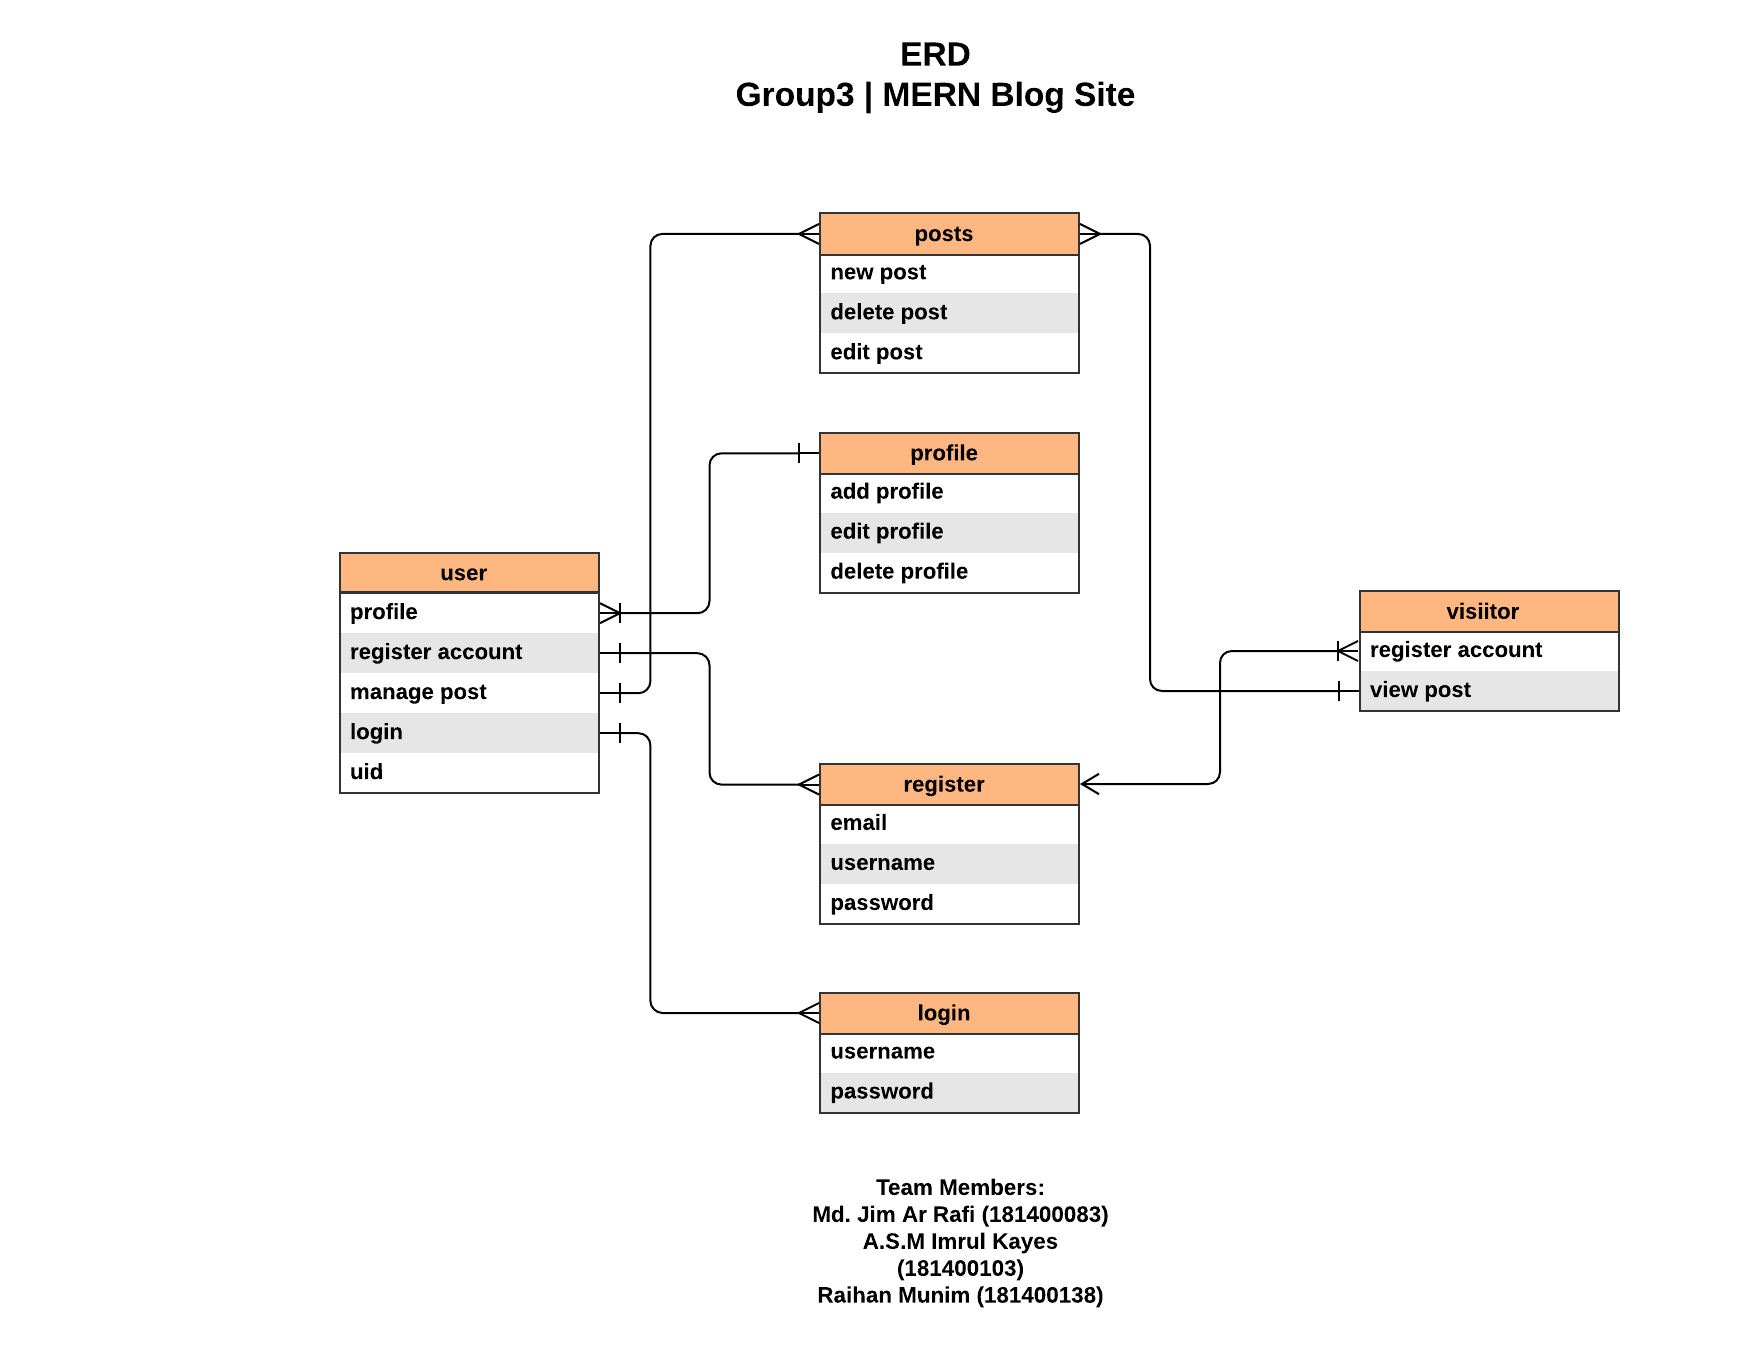 ERD
Group3 | MERN Blog Site
posts
new post
delete post
edit post
profile
add profile
edit profile
delete profile
user
profile
register account
manage post
login
uid
visiitor
register account
view post
register
email
username
password
login
username
password
Team Members:
Md. Jim Ar Rafi (181400083)
A.S.M Imrul Kayes
(181400103)
Raihan Munim (181400138)